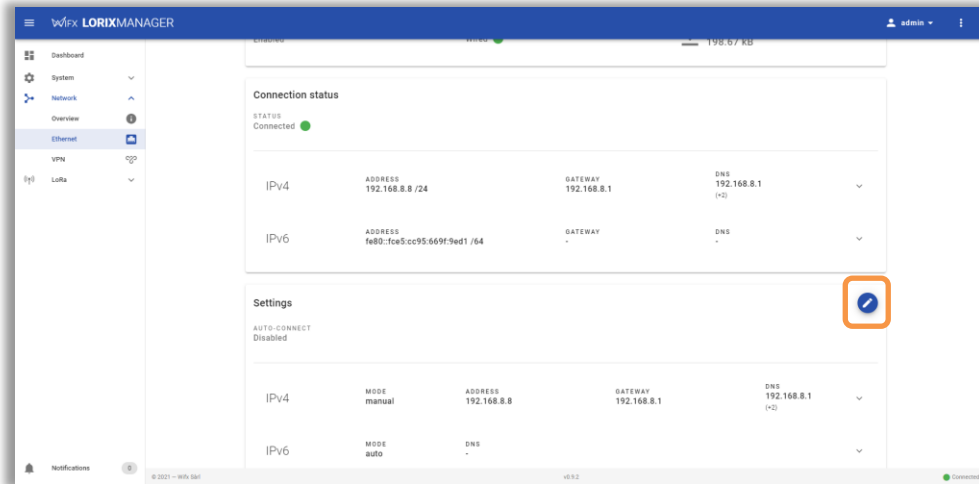 WIFX LORIXMANAGER
admin
Dashboard
System
Network
Overview
Ethernet
VPN
LoRa
Notifications
0
Enabled
Wired
198.67 kB
Connection status
STATUS
Connected
IPv4
ADDRESS
192.168.8.8 /24
GATEWAY
192.168.8.1
DNS
192.168.8.1
(+2)
IPv6
ADDRESS
fe80::fce5:cc95:669f:9ed1 /64
GATEWAY
-
DNS
-
Settings
AUTO-CONNECT
Disabled
IPv4
MODE
manual
ADDRESS
192.168.8.8
GATEWAY
192.168.8.1
DNS
192.168.8.1
(+2)
IPv6
MODE
auto
DNS
-
© 2021 — Wifx Sàrl
v0.9.2
Connected